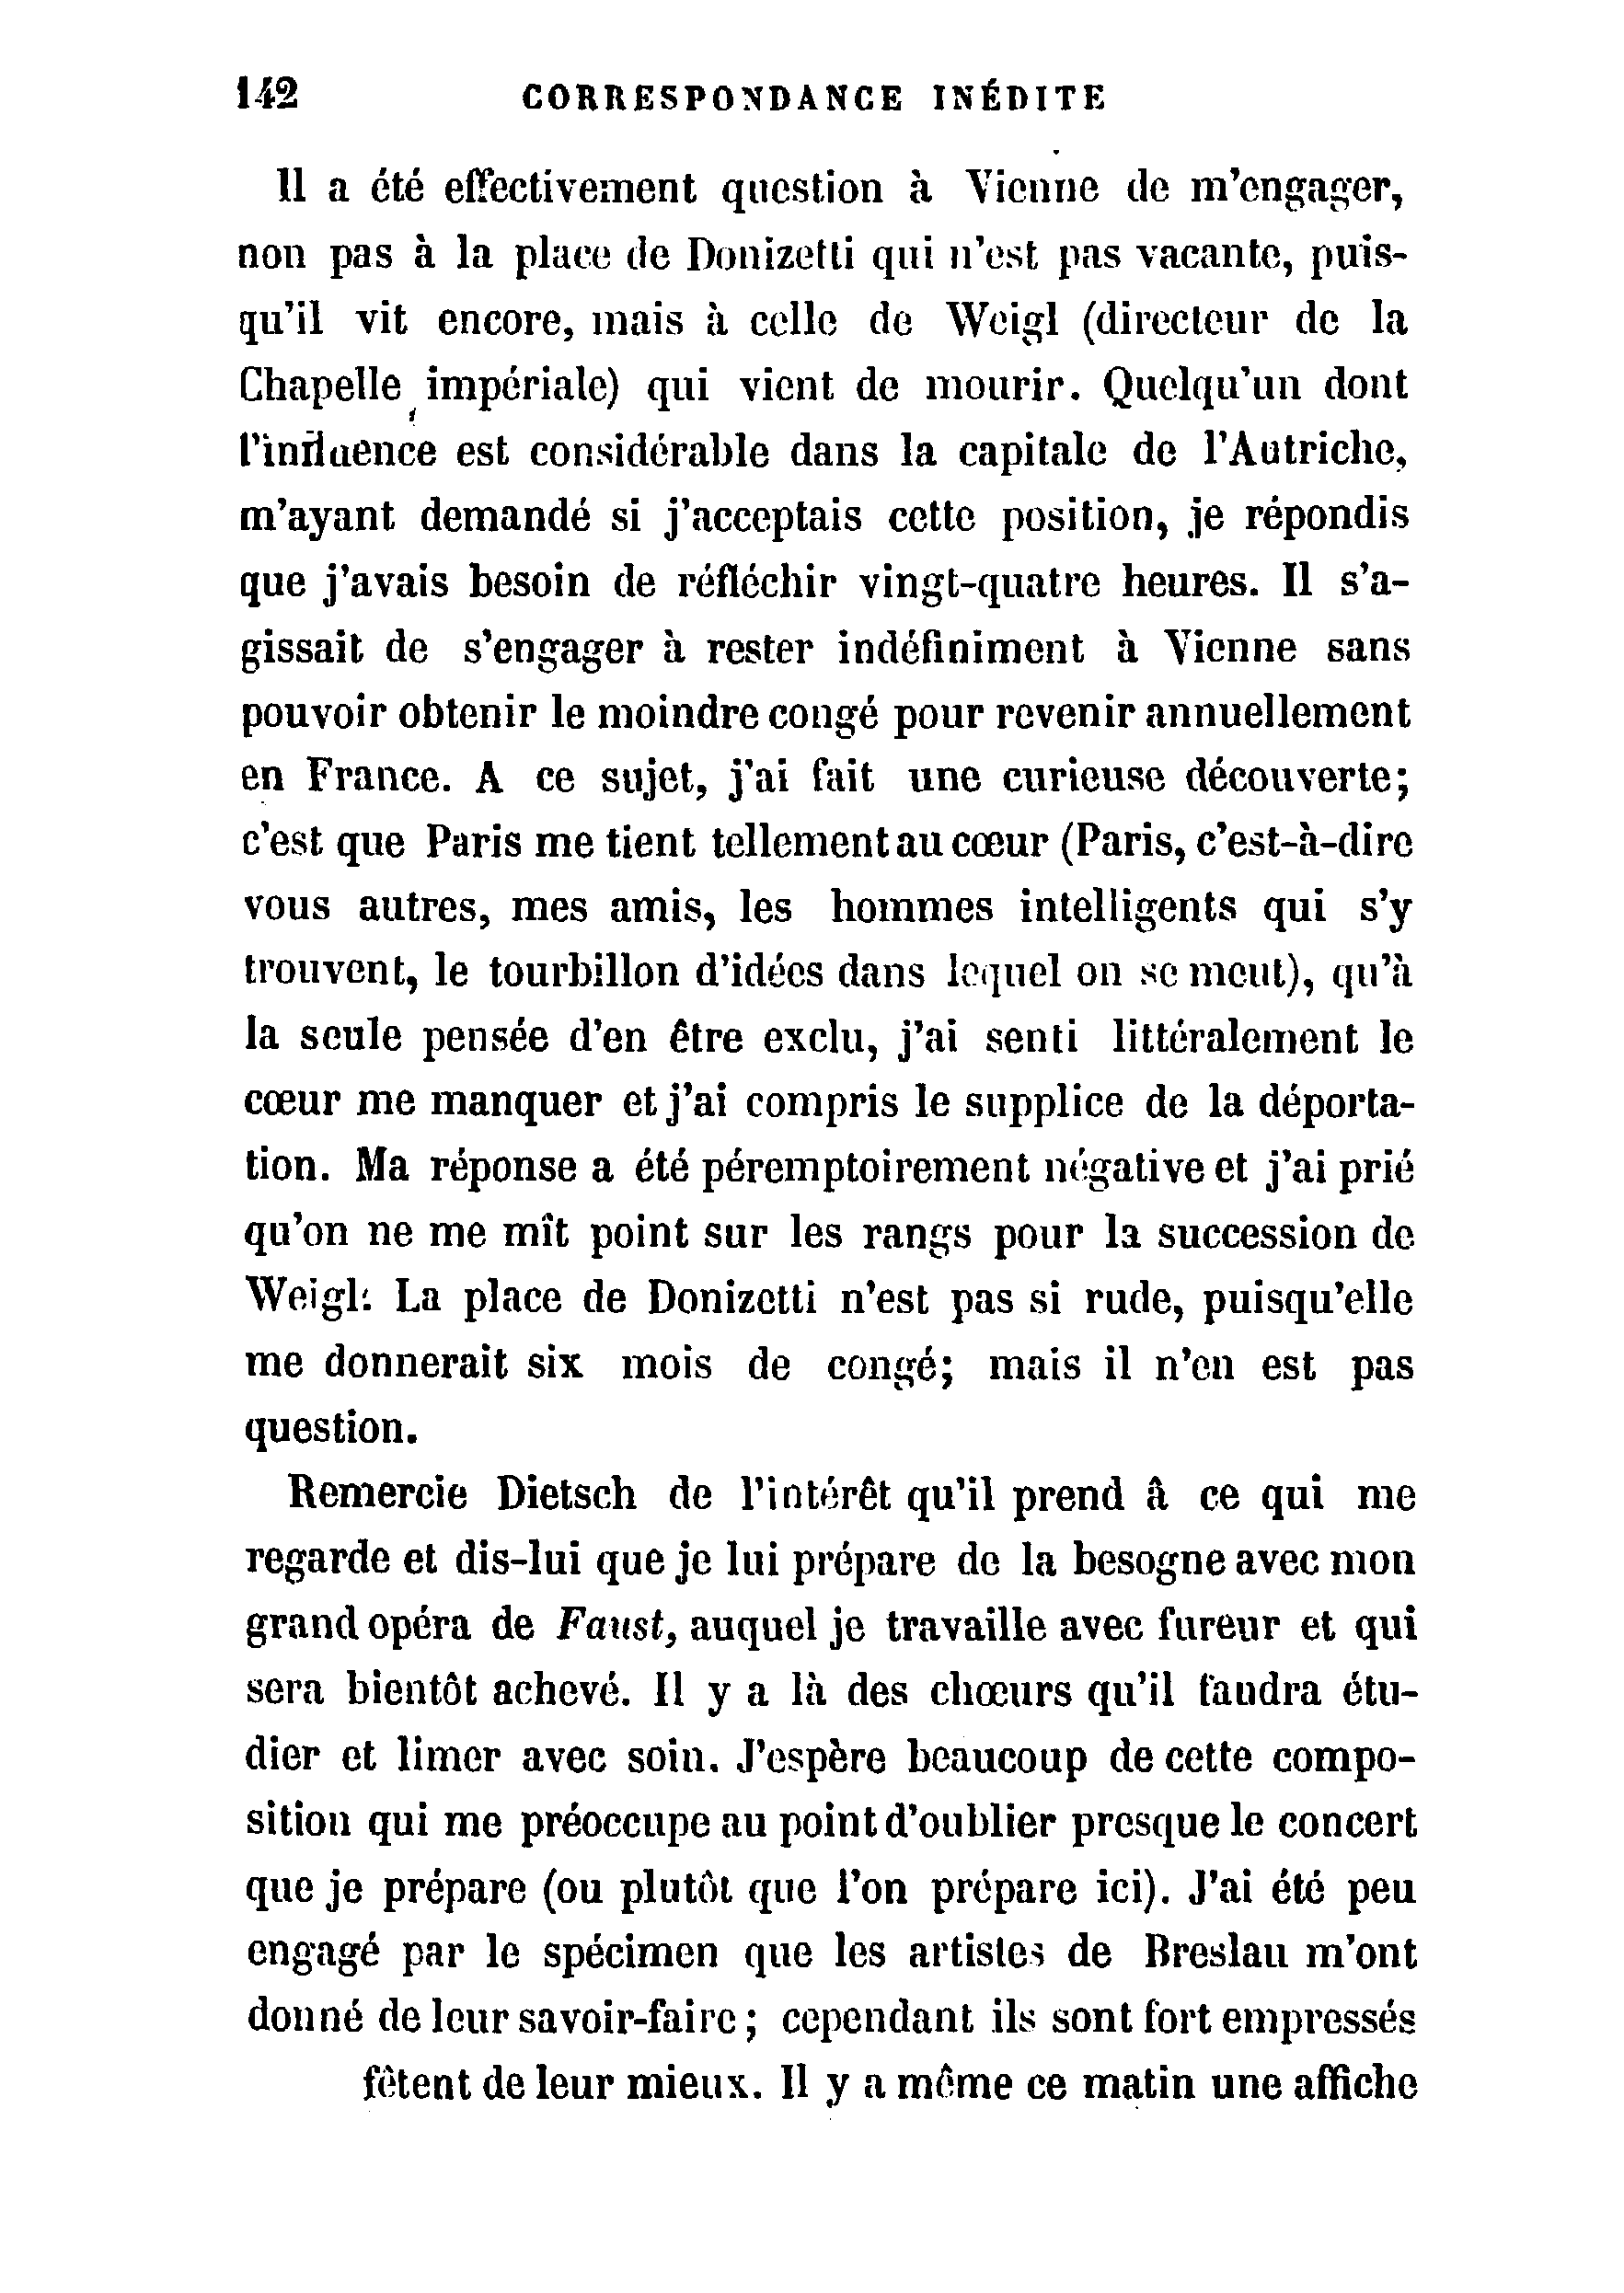 142 CORRESPONDANCE INÉDITE
Il a été effectivement question à Vienne de m'engager,
non pas à la place de Donizetti qui n'est pas vacante, puis-
qu'il vit encore, mais à celle de Weigl (directeur de la
Chapelle impériale) qui vient de mourir. Quelqu'un dont
l'influence est considérable dans la capitale de l'Autriche,
m'ayant demandé si j'acceptais cette position, je répondis
que j'avais besoin de réfléchir vingt-quatre heures. Il s'a-
gissait de s'engager à rester indéfiniment à Vienne sans
pouvoir obtenir le moindre congé pour revenir annuellement
en France. A ce sujet, j'ai fait une curieuse découverte;
c'est que Paris me tient tellement au cœur (Paris, c'est-à-dire
vous autres, mes amis, les hommes intelligents qui s'y
trouvent, le tourbillon d'idées dans lequel on se meut), qu'à
la seule pensée d'en être exclu, j'ai senti littéralement le
cœur me manquer et j'ai compris le supplice de la déporta-
tion. Ma réponse a été péremptoirement négative et j'ai prié
qu'on ne me mît point sur les rangs pour la succession de
Weigl. La place de Donizetti n'est pas si rude, puisqu'elle
me donnerait six mois de congé; mais il n'en est pas
question.
Remercie Dietsch de l'intérêt qu'il prend â ce qui me
regarde et dis-lui que je lui prépare de la besogne avec mon
grand opéra de Faust, auquel je travaille avec fureur et qui
sera bientôt achevé. Il y a là des chœurs qu'il faudra étu-
dier et limer avec soin. J'espère beaucoup de cette compo-
sition qui me préoccupe au point d'oublier presque le concert
que je prépare (ou plutôt que l'on prépare ici). J'ai été peu
engagé par le spécimen que les artistes de Breslau m'ont
donné de leur savoir-faire; cependant ils sont fort empressés
fêtent de leur mieux. Il y a même ce matin une affiche